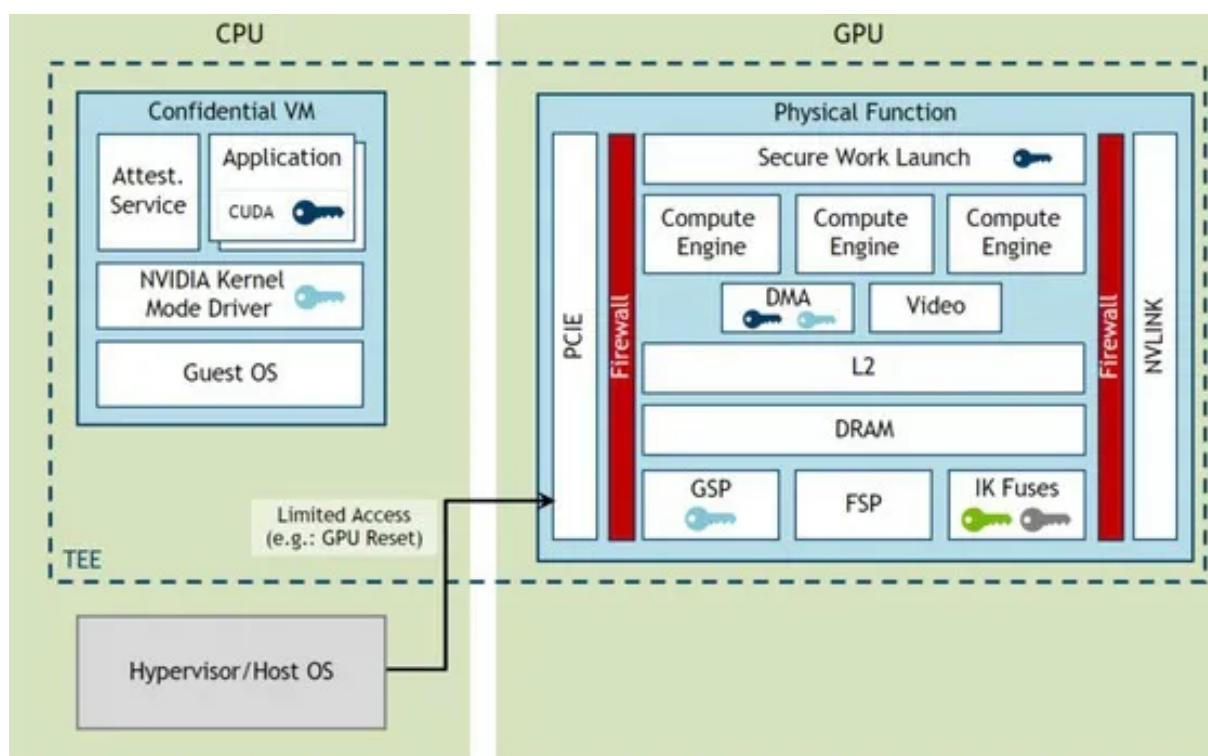 CPU
GPU
Confidential VM
Attest.
Service
Application
CUDA
NVIDIA Kernel
Mode Driver
Guest OS
Physical Function
PCIE
Firewall
Secure Work Launch
Compute
Engine
Compute
Engine
Compute
Engine
DMA
Video
L2
DRAM
GSP
FSP
IK Fuses
Firewall
NVLINK
Limited Access
(e.g.: GPU Reset)
TEE
Hypervisor/Host OS